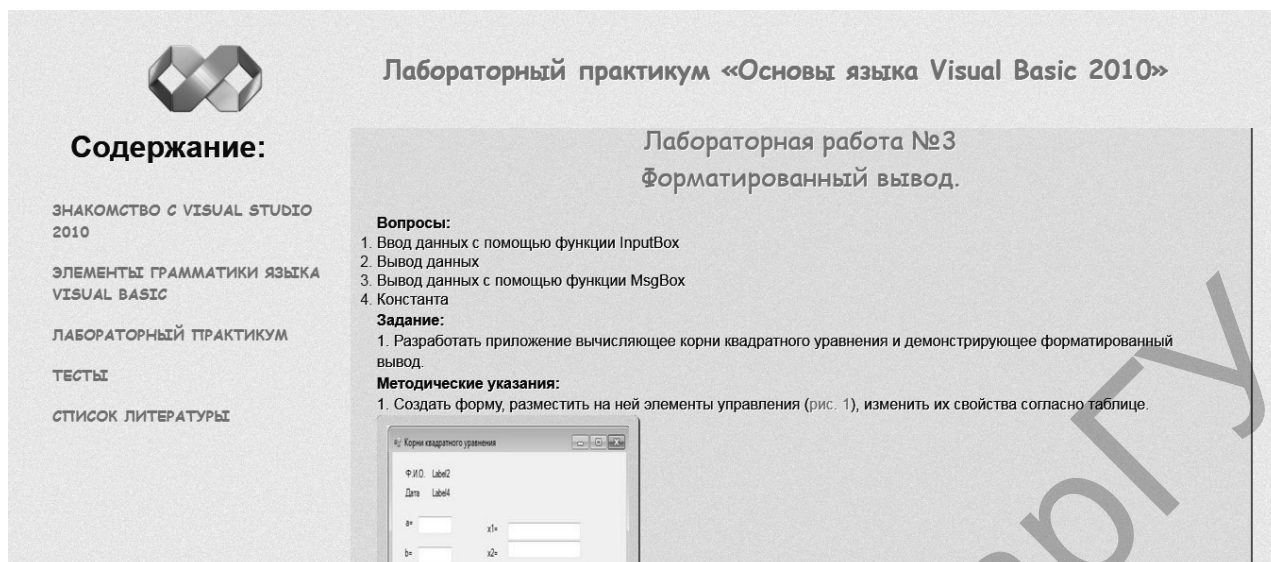 Лабораторный практикум «Основы языка Visual Basic 2010»
Содержание:
ЗНАКОМСТВО С VISUAL STUDIO
2010
ЭЛЕМЕНТЫ ГРАММАТИКИ ЯЗЫКА
VISUAL BASIC
ЛАБОРАТОРНЫЙ ПРАКТИКУМ
ТЕСТЫ
СПИСОК ЛИТЕРАТУРЫ
Лабораторная работа №3
Форматированный вывод.
Вопросы:
1. Ввод данных с помощью функции InputBox
2. Вывод данных
3. Вывод данных с помощью функции MsgBox
4. Константа
Задание:
1. Разработать приложение вычисляющее корни квадратного уравнения и демонстрирующее форматированный
вывод.
Методические указания:
1. Создать форму, разместить на ней элементы управления (рис. 1), изменить их свойства согласно таблице.
Корни квадратного уравнения
Ф.И.О. Label2
Дата Label4
a=
x1=
b=
x2=
рГУ